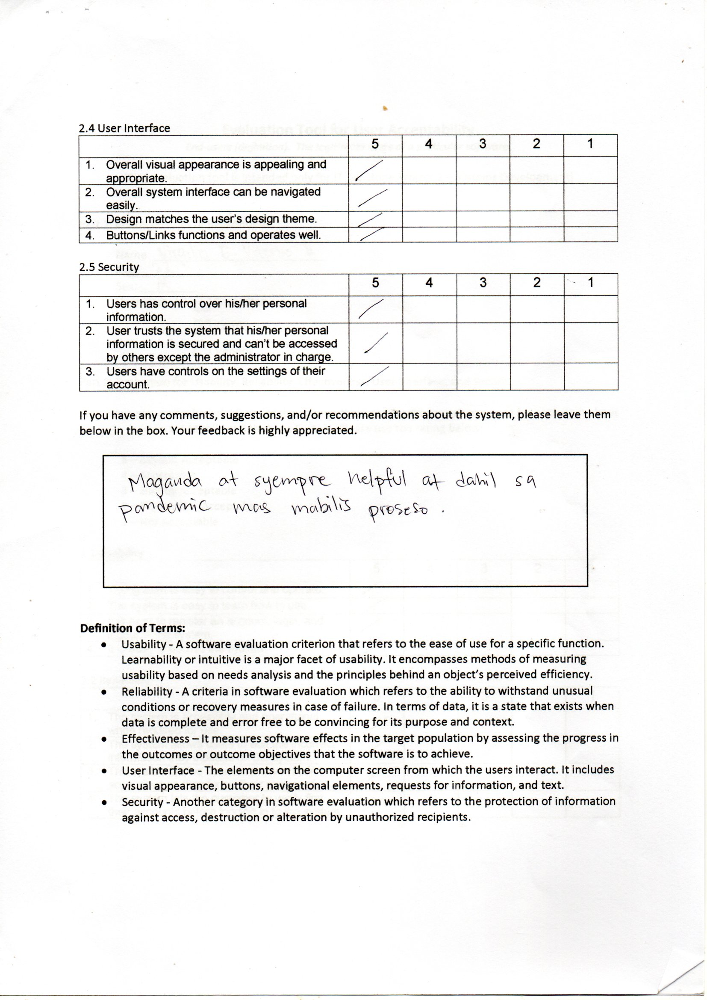 2.4 User Interface
5 4 3 2 1
1. Overall visual appearance is appealing and
appropriate.
2. Overall system interface can be navigated
easily.
3. Design matches the user's design theme.
4. Buttons/Links functions and operates well.
2.5 Security
5 4 3 2 1
1. Users has control over his/her personal
information.
2. User trusts the system that his/her personal
information is secured and can't be accessed
by others except the administrator in charge.
3. Users have controls on the settings of their
account.
If you have any comments, suggestions, and/or recommendations about the system, please leave them
below in the box. Your feedback is highly appreciated.
Maganda at syempre helpful at dahil sa
pandemic mas mabilis proseso.
Definition of Terms:
• Usability - A software evaluation criterion that refers to the ease of use for a specific function.
Learnability or intuitive is a major facet of usability. It encompasses methods of measuring
usability based on needs analysis and the principles behind an object's perceived efficiency.
• Reliability - A criteria in software evaluation which refers to the ability to withstand unusual
conditions or recovery measures in case of failure. In terms of data, it is a state that exists when
data is complete and error free to be convincing for its purpose and context.
• Effectiveness – It measures software effects in the target population by assessing the progress in
the outcomes or outcome objectives that the software is to achieve.
• User Interface - The elements on the computer screen from which the users interact. It includes
visual appearance, buttons, navigational elements, requests for information, and text.
• Security - Another category in software evaluation which refers to the protection of information
against access, destruction or alteration by unauthorized recipients.